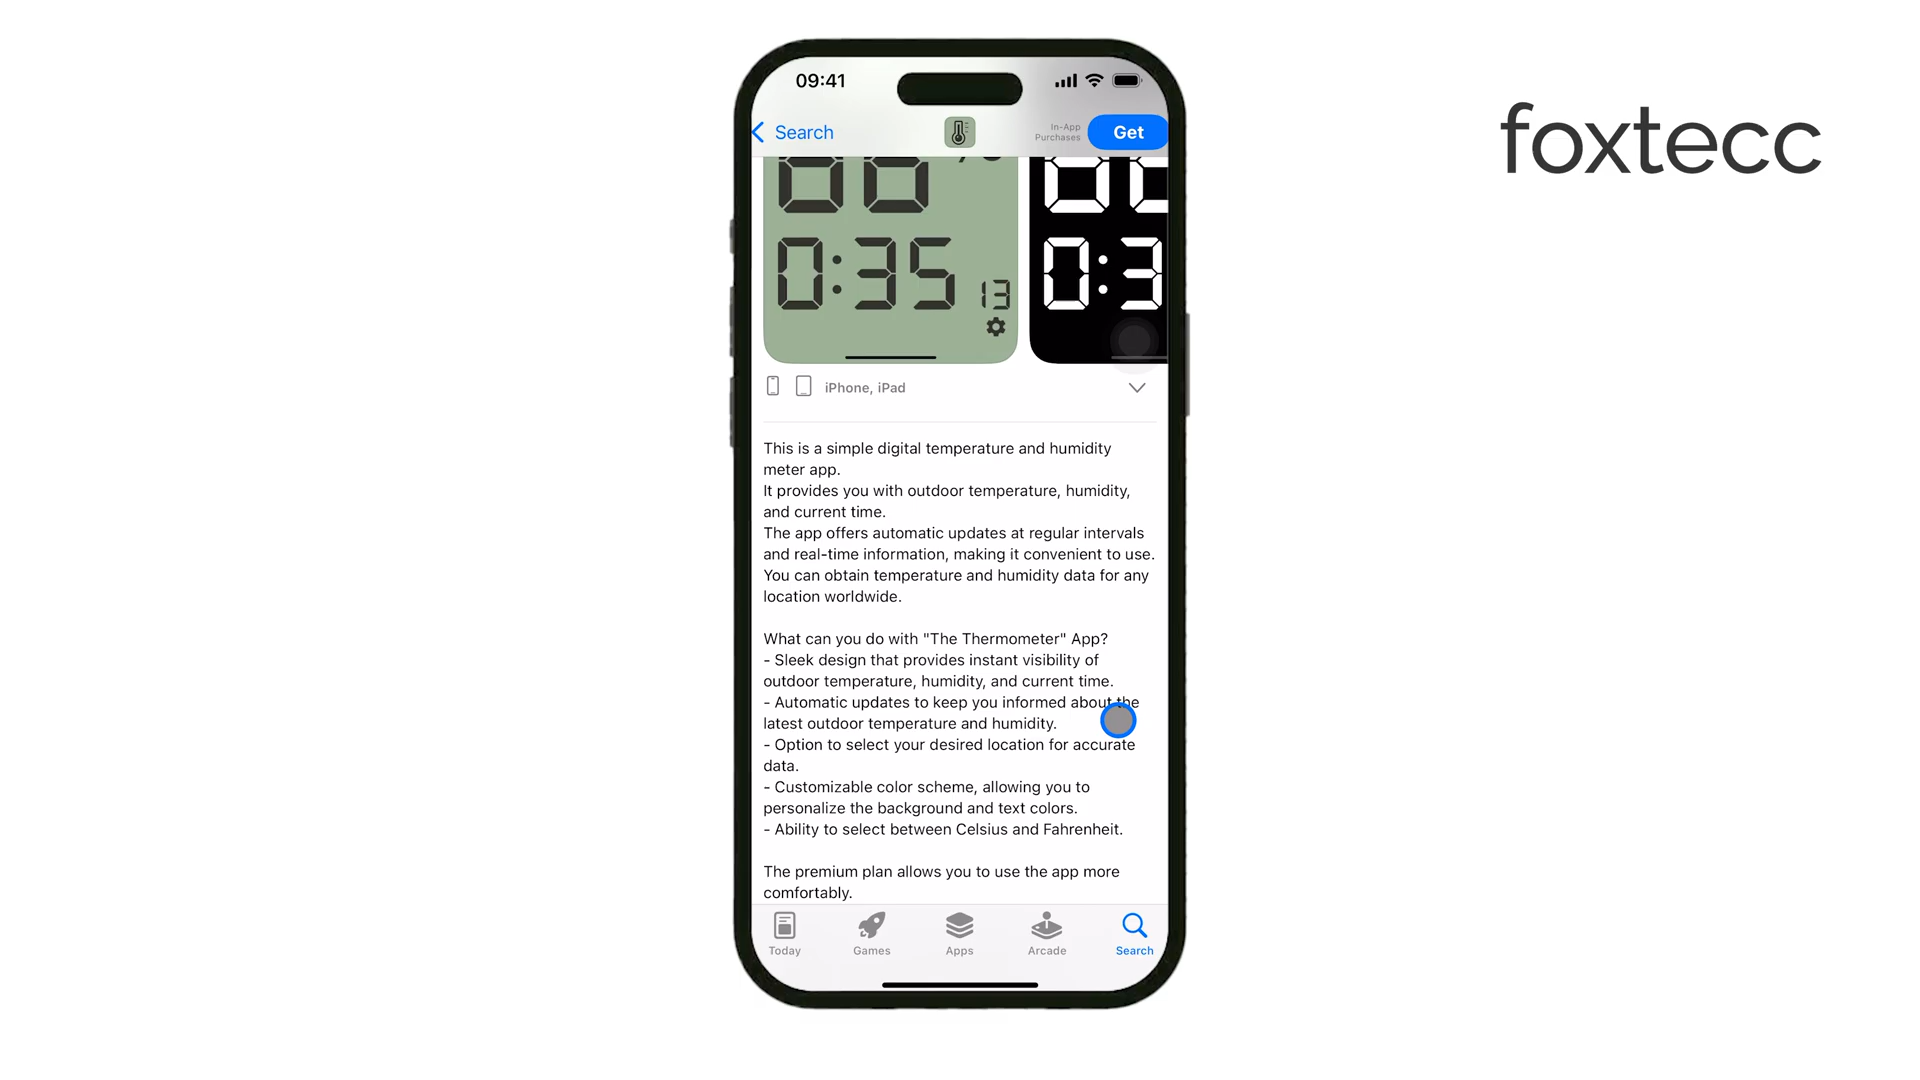 09:41
foxtecc
Search
In-App
Purchases
Get
0:35
13
0:3
iPhone, iPad
This is a simple digital temperature and humidity
meter app.
It provides you with outdoor temperature, humidity,
and current time.
The app offers automatic updates at regular intervals
and real-time information, making it convenient to use.
You can obtain temperature and humidity data for any
location worldwide.
What can you do with "The Thermometer" App?
- Sleek design that provides instant visibility of
outdoor temperature, humidity, and current time.
- Automatic updates to keep you informed about the
latest outdoor temperature and humidity.
- Option to select your desired location for accurate
data.
- Customizable color scheme, allowing you to
personalize the background and text colors.
- Ability to select between Celsius and Fahrenheit.
The premium plan allows you to use the app more
comfortably.
Today
Games
Apps
Arcade
Search